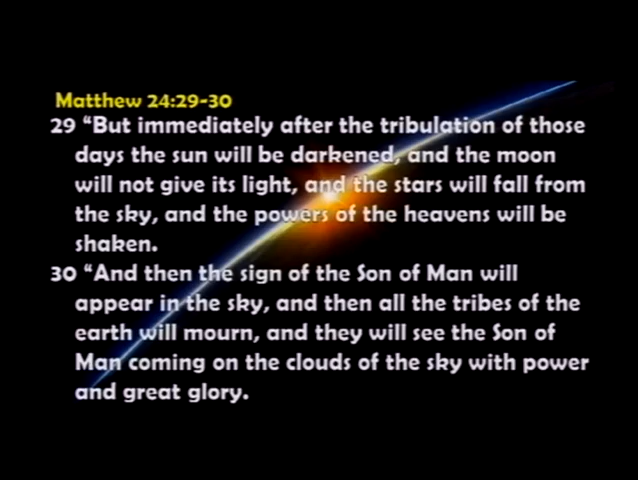 Matthew 24:29-30
29 “But immediately after the tribulation of those
days the sun will be darkened, and the moon
will not give its light, and the stars will fall from
the sky, and the powers of the heavens will be
shaken.
30 “And then the sign of the Son of Man will
appear in the sky, and then all the tribes of the
earth will mourn, and they will see the Son of
Man coming on the clouds of the sky with power
and great glory.